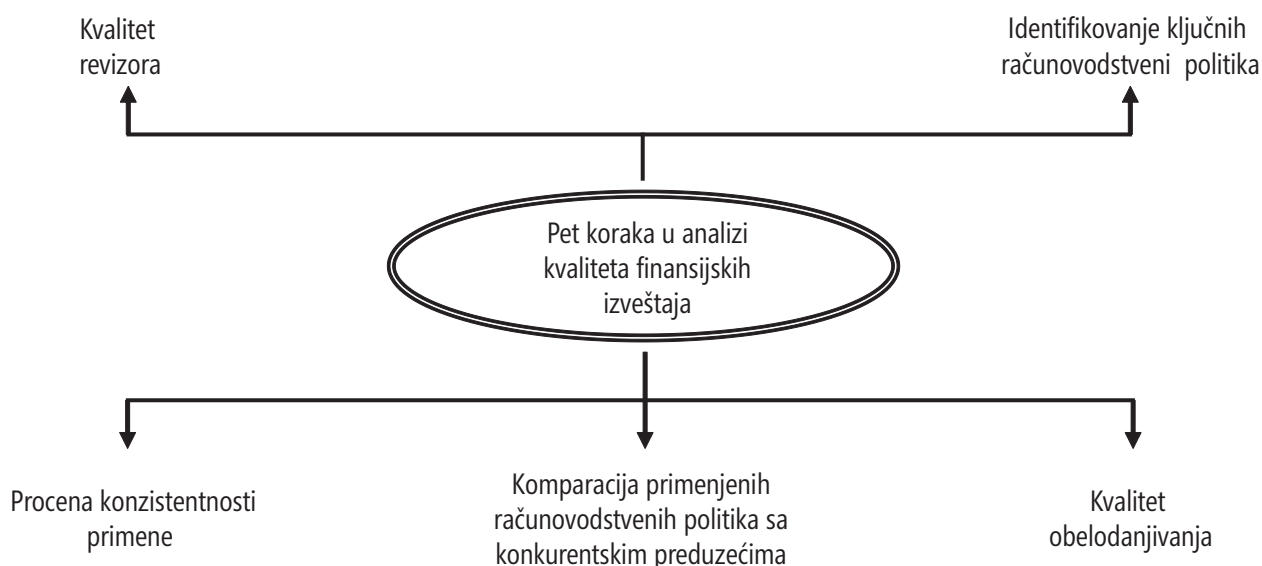 Kvalitet
revizora
Identifikovanje ključnih
računovodstveni politika
Pet koraka u analizi
kvaliteta finansijskih
izveštaja
Procena konzistentnosti
primene
Komparacija primenjenih
računovodstvenih politika sa
konkurentskim preduzećima
Kvalitet
obelodanjivanja